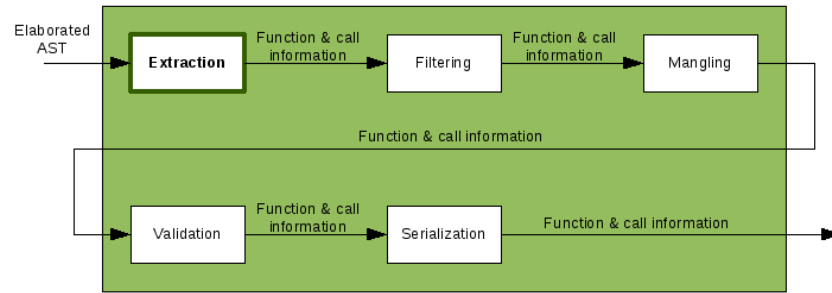 Elaborated
AST
Extraction
Function & call
information
Filtering
Function & call
information
Mangling
Function & call information
Validation
Function & call
information
Serialization
Function & call information